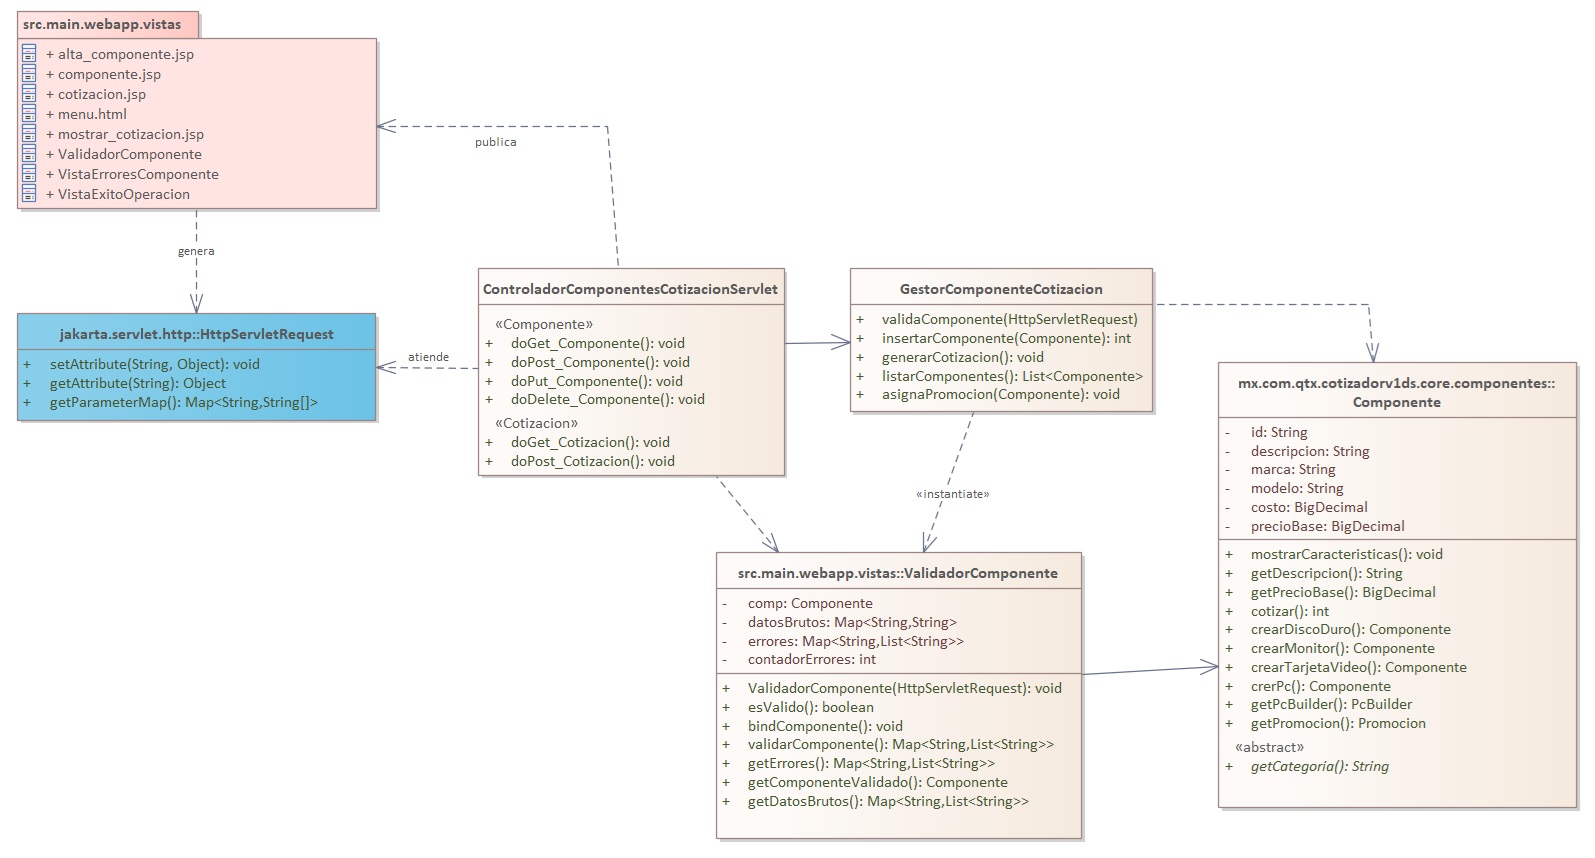 src.main.webapp.vistas
+ alta_componente.jsp
+ componente.jsp
+ cotizacion.jsp
+ menu.html
+ mostrar_cotizacion.jsp
+ ValidadorComponente
+ VistaErroresComponente
+ VistaExitoOperacion
publica
genera
jakarta.servlet.http::HttpServletRequest
+ setAttribute(String, Object): void
+ getAttribute(String): Object
+ getParameterMap(): Map<String,String[]>
atiende
ControladorComponentesCotizacionServlet
«Componente»
+ doGet_Componente(): void
+ doPost_Componente(): void
+ doPut_Componente(): void
+ doDelete_Componente(): void
«Cotizacion»
+ doGet_Cotizacion(): void
+ doPost_Cotizacion(): void
GestorComponenteCotizacion
+ validaComponente(HttpServletRequest)
+ insertarComponente(Componente): int
+ generarCotizacion(): void
+ listarComponentes(): List<Componente>
+ asignaPromocion(Componente): void
«instantiate»
src.main.webapp.vistas::ValidadorComponente
- comp: Componente
- datosBrutos: Map<String,String>
- errores: Map<String,List<String>>
- contadorErrores: int
+ ValidadorComponente(HttpServletRequest): void
+ esValido(): boolean
+ bindComponente(): void
+ validarComponente(): Map<String,List<String>>
+ getErrores(): Map<String,List<String>>
+ getComponenteValidado(): Componente
+ getDatosBrutos(): Map<String,List<String>>
mx.com.qtx.cotizadorv1ds.core.componentes::
Componente
- id: String
- descripcion: String
- marca: String
- modelo: String
- costo: BigDecimal
- precioBase: BigDecimal
+ mostrarCaracteristicas(): void
+ getDescripcion(): String
+ getPrecioBase(): BigDecimal
+ cotizar(): int
+ crearDiscoDuro(): Componente
+ crearMonitor(): Componente
+ crearTarjetaVideo(): Componente
+ crerPc(): Componente
+ getPcBuilder(): PcBuilder
+ getPromocion(): Promocion
«abstract»
+ getCategoria(): String